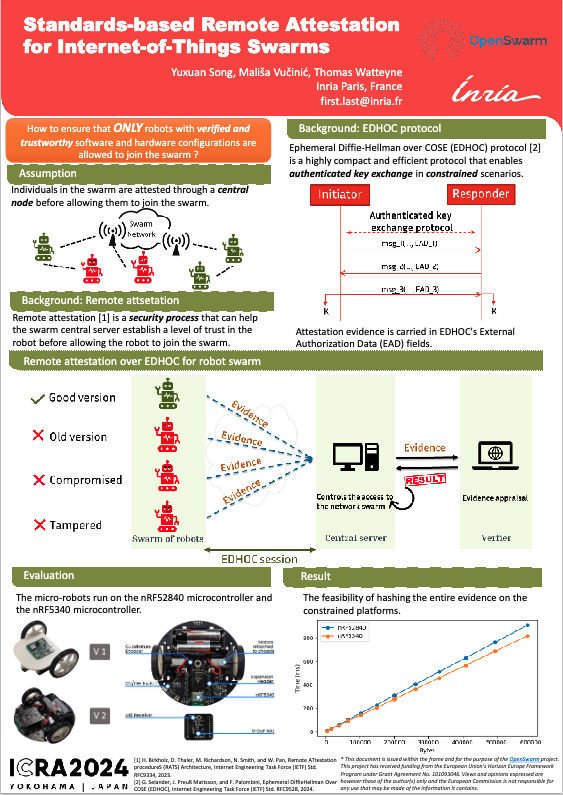 Standards-based Remote Attestation
for Internet-of-Things Swarms
OpenSwarm
Yuxuan Song, Mališa Vučinić, Thomas Watteyne
Inria Paris, France
first.last@inria.fr
Inria
How to ensure that ONLY robots with verified and
trustworthy software and hardware configurations are
allowed to join the swarm ?
Assumption
Individuals in the swarm are attested through a central
node before allowing them to join the swarm.
Swarm
Network
Background: Remote attsetation
Remote attestation [1] is a security process that can help
the swarm central server establish a level of trust in the
robot before allowing the robot to join the swarm.
Background: EDHOC protocol
Ephemeral Diffie-Hellman over COSE (EDHOC) protocol [2]
is a highly compact and efficient protocol that enables
authenticated key exchange in constrained scenarios.
Initiator
Responder
Authenticated key
exchange protocol
msg_1(..., EAD_1)
msg_2(..., EAD_2)
msg_3(..., EAD_3)
K
K
Attestation evidence is carried in EDHOC's External
Authorization Data (EAD) fields.
Remote attestation over EDHOC for robot swarm
Good version
Old version
Compromised
Tampered
Evidence
Evidence
Evidence
Evidence
Evidence
RESULT
Controls the access to
the network swarm
Evidence appraisal
Swarm of robots
Central server
Verifier
EDHOC session
Evaluation
The micro-robots run on the nRF52840 microcontroller and
the nRF5340 microcontroller.
V 1
V 2
Motors
attached
to chassis
Expansion
Header
nRF5340
IR Receiver
Result
The feasibility of hashing the entire evidence on the
constrained platforms.
nRF52840
nRF5340
Time (ms)
800
600
400
200
0
0
100000
200000
300000
400000
500000
600000
Bytes
ICRA2024
YOKOHAMA | JAPAN
[1] H. Birkholz, D. Thaler, M. Richardson, N. Smith, and W. Pan, Remote ATtestation
procedureS (RATS) Architecture, Internet Engineering Task Force (IETF) Std.
RFC9334, 2023.
[2] G. Selander, J. Preuß Mattsson, and F. Palombini, Ephemeral DiffieHellman Over
COSE (EDHOC), Internet Engineering Task Force (IETF) Std. RFC9528, 2024.
* This document is issued within the frame and for the purpose of the OpenSwarm project.
This project has received funding from the European Union's Horizon Europe Framework
Program under Grant Agreement No. 101093046. Views and opinions expressed are
however those of the author(s) only and the European Commission is not responsible for
any use that may be made of the information it contains.